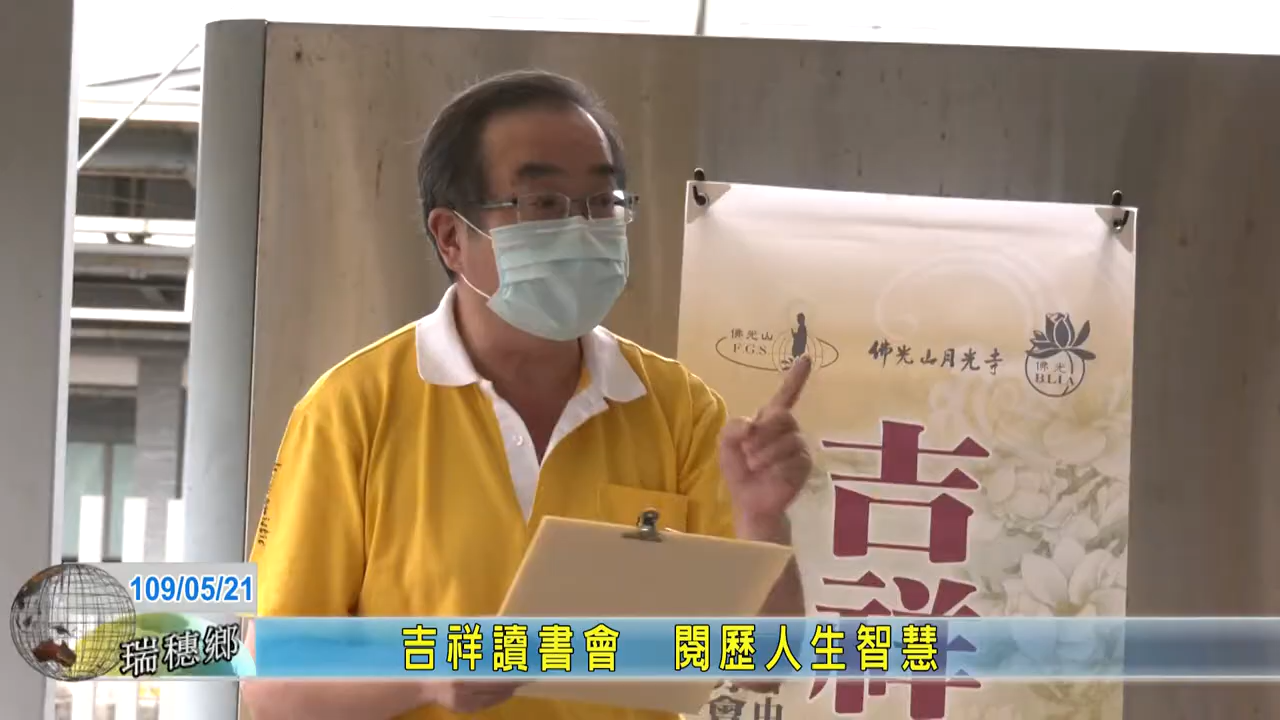 佛光山
F.G.S.
佛光山月光寺
佛光
BLIA
吉
祥
109/05/21
瑞穗鄉
吉祥讀書會 閱歷人生智慧